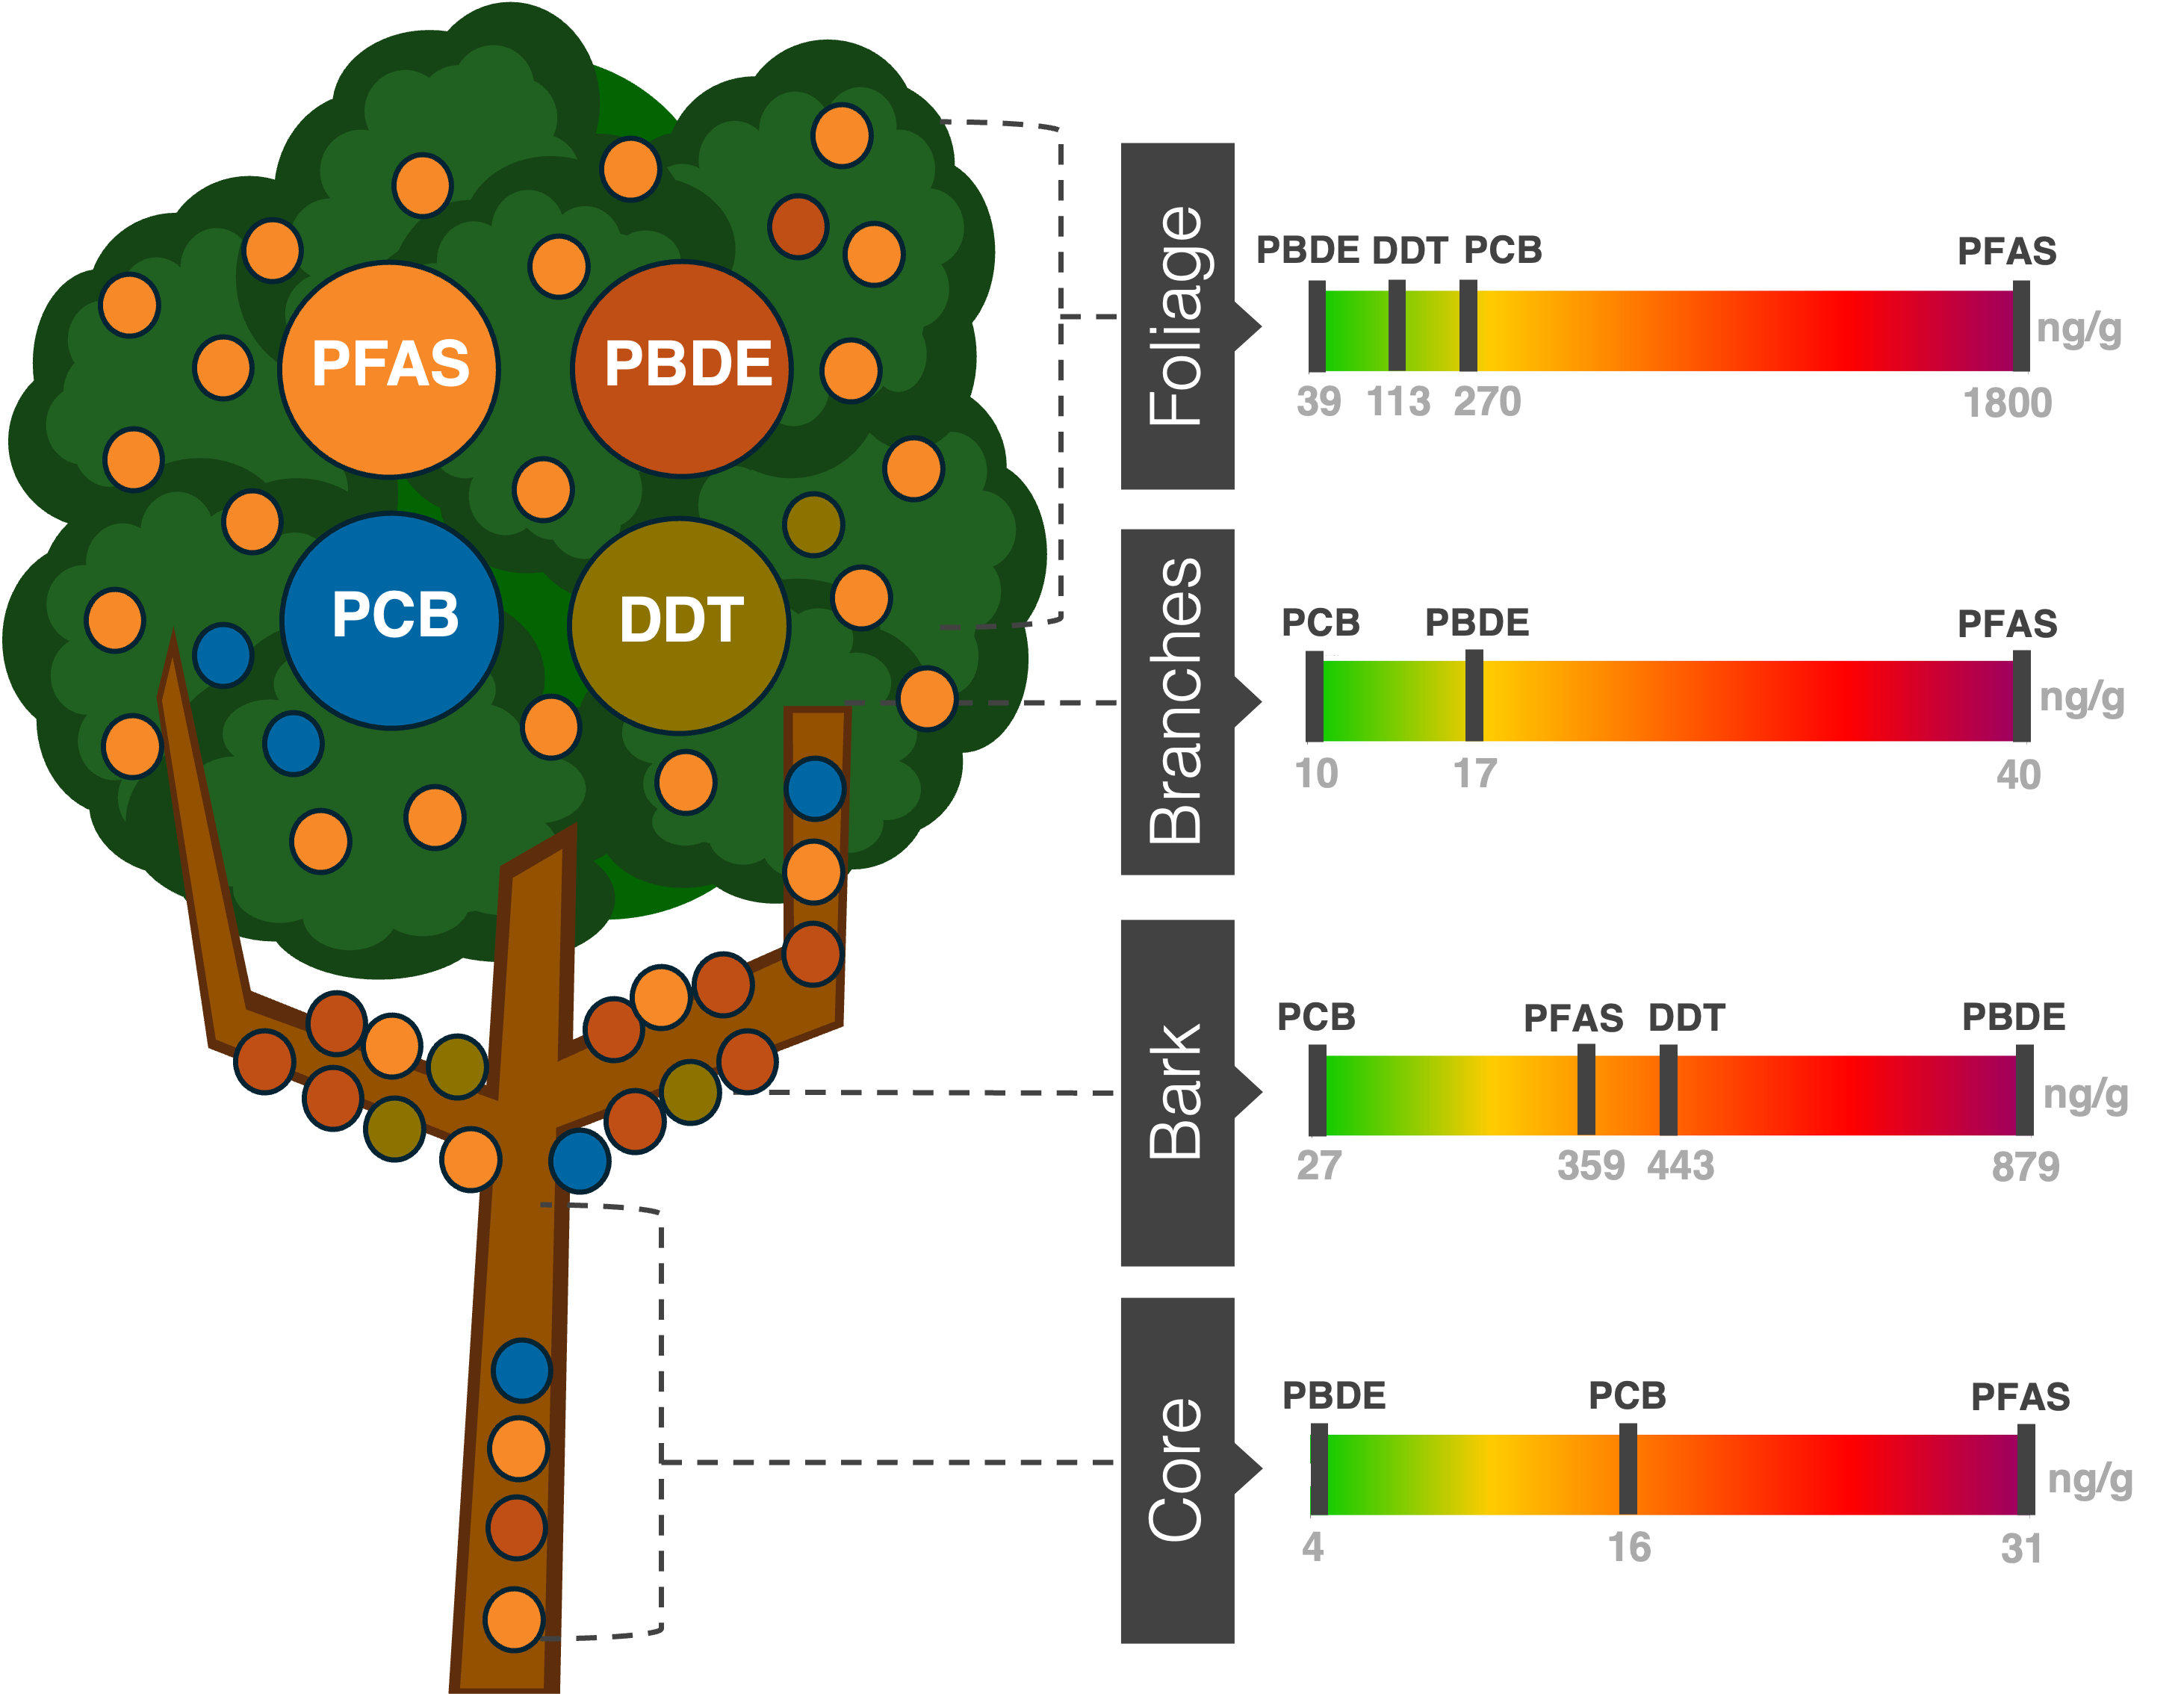 PFAS
PBDE
PCB
DDT
Foliage
PBDE DDT PCB PFAS
ng/g
39 113 270 1800
Branches
PCB PBDE PFAS
ng/g
10 17 40
Bark
PCB PFAS DDT PBDE
ng/g
27 359 443 879
Core
PBDE PCB PFAS
ng/g
4 16 31